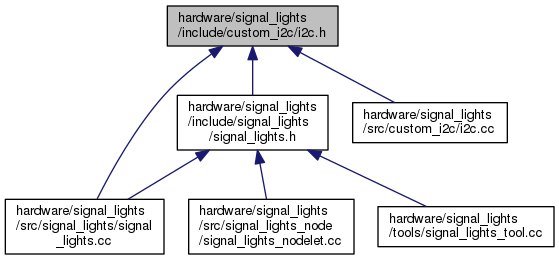 hardware/signal_lights
/include/custom_i2c/i2c.h
hardware/signal_lights
/include/signal_lights
/signal_lights.h
hardware/signal_lights
/src/custom_i2c/i2c.cc
hardware/signal_lights
/src/signal_lights/signal
_lights.cc
hardware/signal_lights
/src/signal_lights_node
/signal_lights_nodelet.cc
hardware/signal_lights
/tools/signal_lights_tool.cc